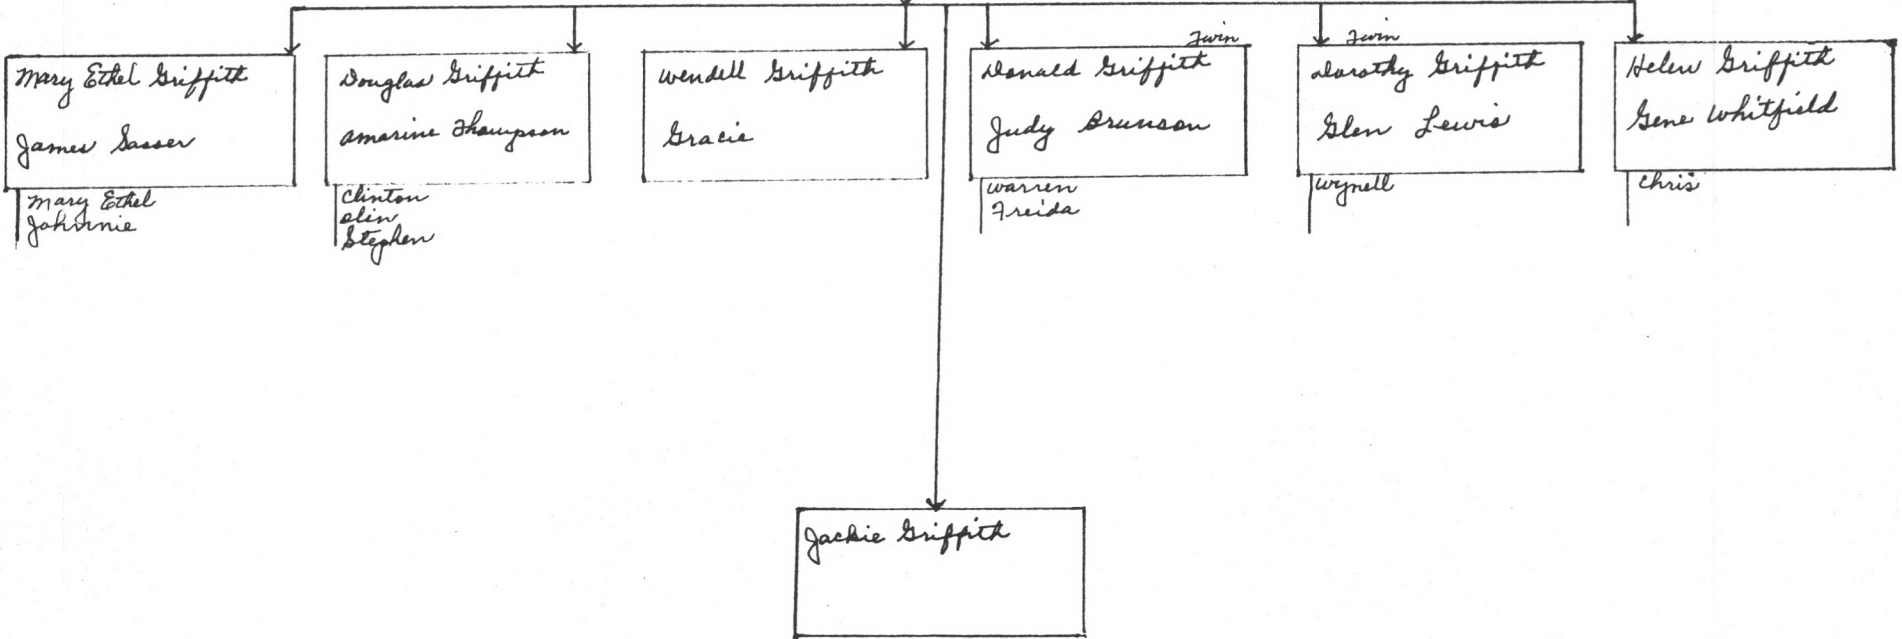 Twin
Twin
Mary Ethel Griffith
James Sasser
Mary Ethel
Johnnie
Douglas Griffith
Amarine Thompson
Clinton
Olin
Stephen
Wendell Griffith
Gracie
Donald Griffith
Judy Brunson
Warren
Freida
Dorothy Griffith
Glen Lewis
Wynell
Helen Griffith
Gene Whitfield
Chris
Jackie Griffith